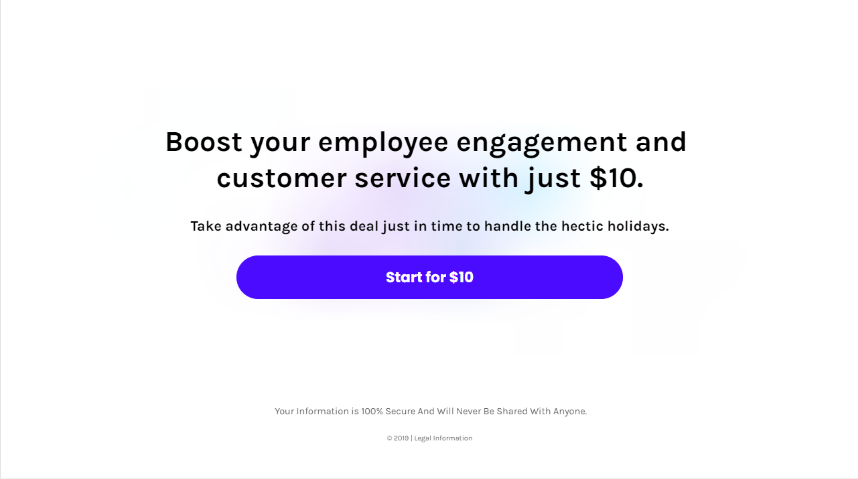 Boost your employee engagement and
customer service with just $10.
Take advantage of this deal just in time to handle the hectic holidays.
Start for $10
Your Information is 100% Secure And Will Never Be Shared With Anyone.
© 2019 | Legal Information